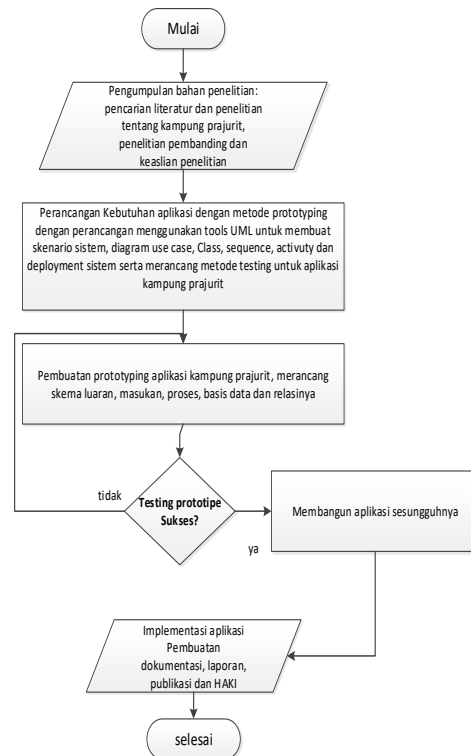 Mulai
Pengumpulan bahan penelitian:
pencarian literatur dan penelitian
tentang kampung prajurit,
penelitian pembanding dan
keaslian penelitian
Perancangan Kebutuhan aplikasi dengan metode prototyping
dengan perancangan menggunakan tools UML untuk membuat
skenario sistem, diagram use case, Class, sequence, activuty dan
deployment sistem serta merancang metode testing untuk aplikasi
kampung prajurit
Pembuatan prototyping aplikasi kampung prajurit, merancang
skema luaran, masukan, proses, basis data dan relasinya
tidak
Testing prototipe
Sukses?
ya
Membangun aplikasi sesungguhnya
Implementasi aplikasi
Pembuatan
dokumentasi, laporan,
publikasi dan HAKI
selesai